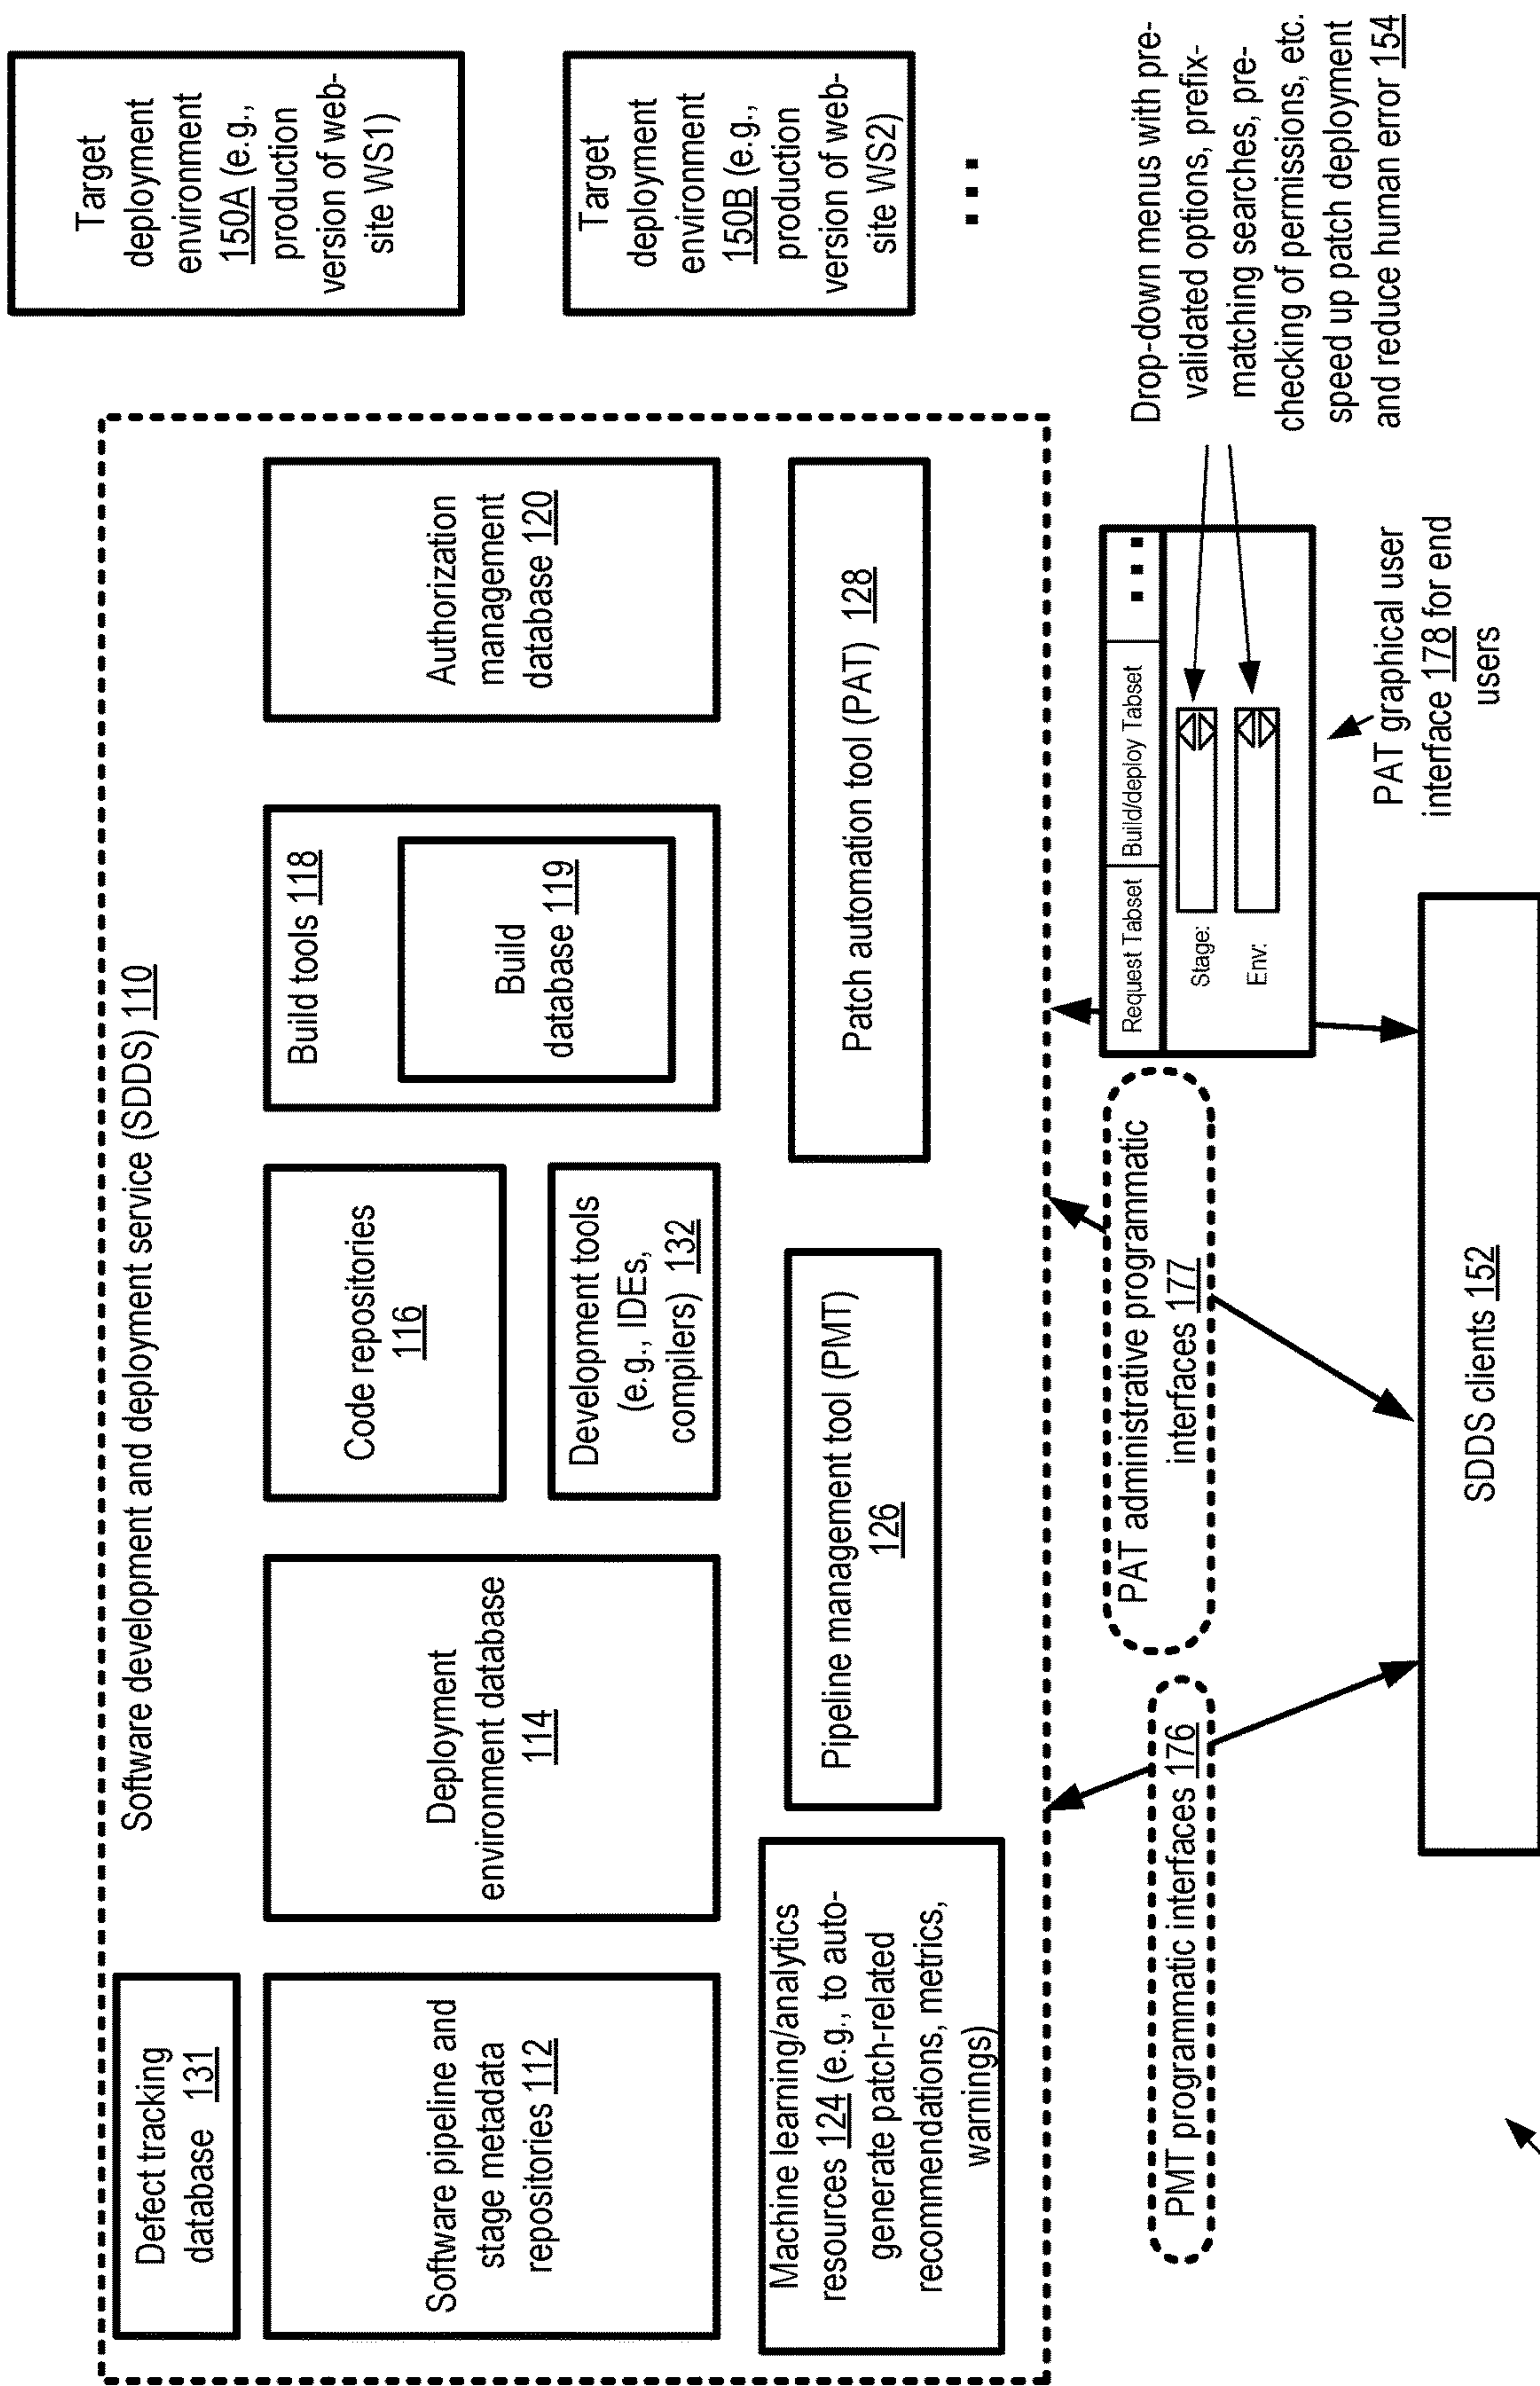 Software development and deployment service (SDDS) 110
Defect tracking
database 131
Software pipeline and
stage metadata
repositories 112
Deployment
environment database
114
Code repositories
116
Development tools
(e.g., IDEs,
compilers) 132
Build tools 118
Build
database 119
Authorization
management
database 120
Machine learning/analytics
resources 124 (e.g., to auto-
generate patch-related
recommendations, metrics,
warnings)
Pipeline management tool (PMT)
126
Patch automation tool (PAT) 128
Target
deployment
environment
150A (e.g.,
production
version of web-
site WS1)
Target
deployment
environment
150B (e.g.,
production
version of web-
site WS2)
PMT programmatic interfaces 176
PAT administrative programmatic
interfaces 177
Request Tabset
Build/deploy Tabset
Stage:
Env:
Drop-down menus with pre-
validated options, prefix-
matching searches, pre-
checking of permissions, etc.
speed up patch deployment
and reduce human error 154
PAT graphical user
interface 178 for end
users
SDDS clients 152